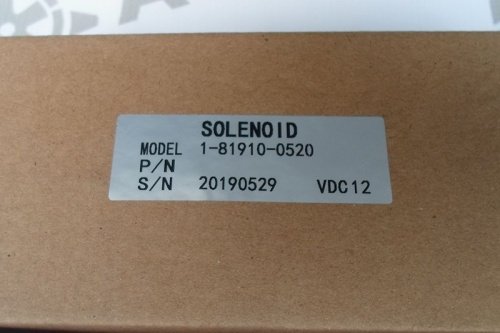 SOLENOID
MODEL 1-81910-0520
P/N
S/N 20190529 VDC12